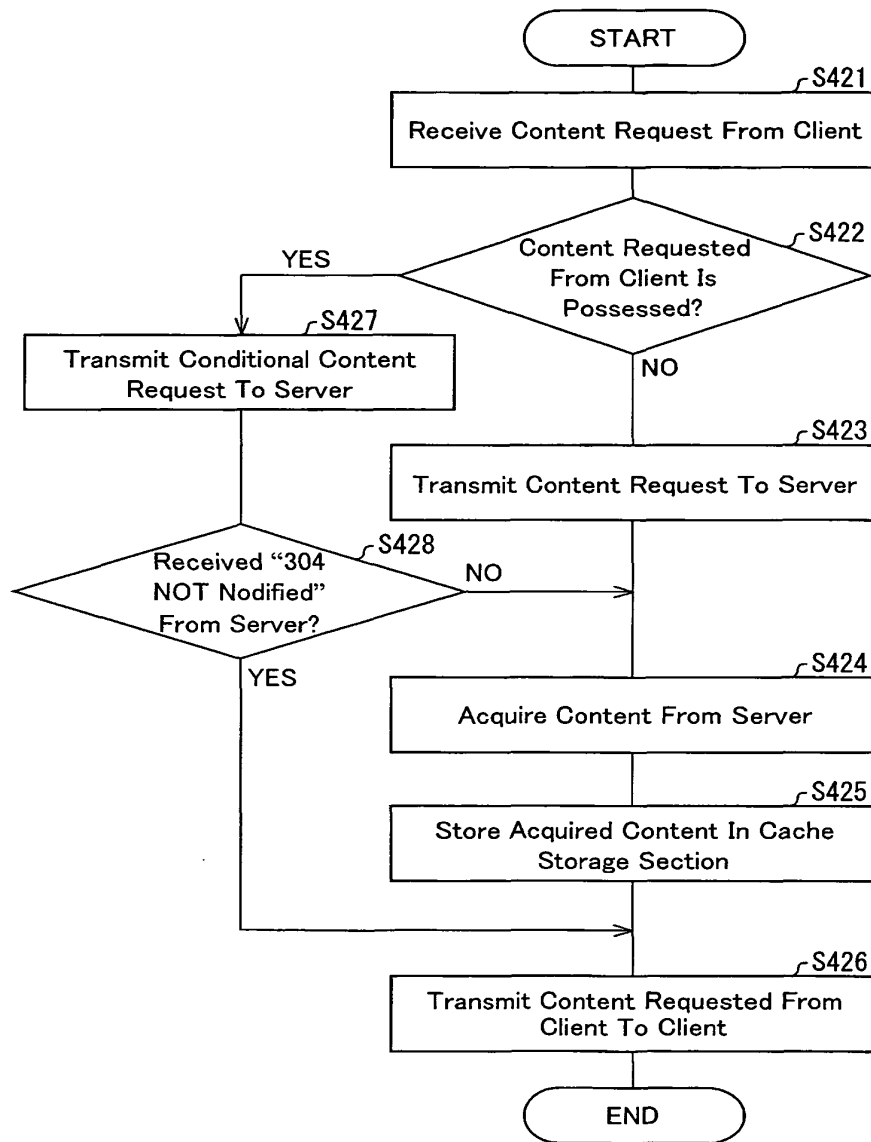 START
S421
Receive Content Request From Client
S422
Content Requested
From Client Is
Possessed?
YES
NO
S427
Transmit Conditional Content
Request To Server
S423
Transmit Content Request To Server
S428
Received “304
NOT Nodified”
From Server?
NO
YES
S424
Acquire Content From Server
S425
Store Acquired Content In Cache
Storage Section
S426
Transmit Content Requested From
Client To Client
END